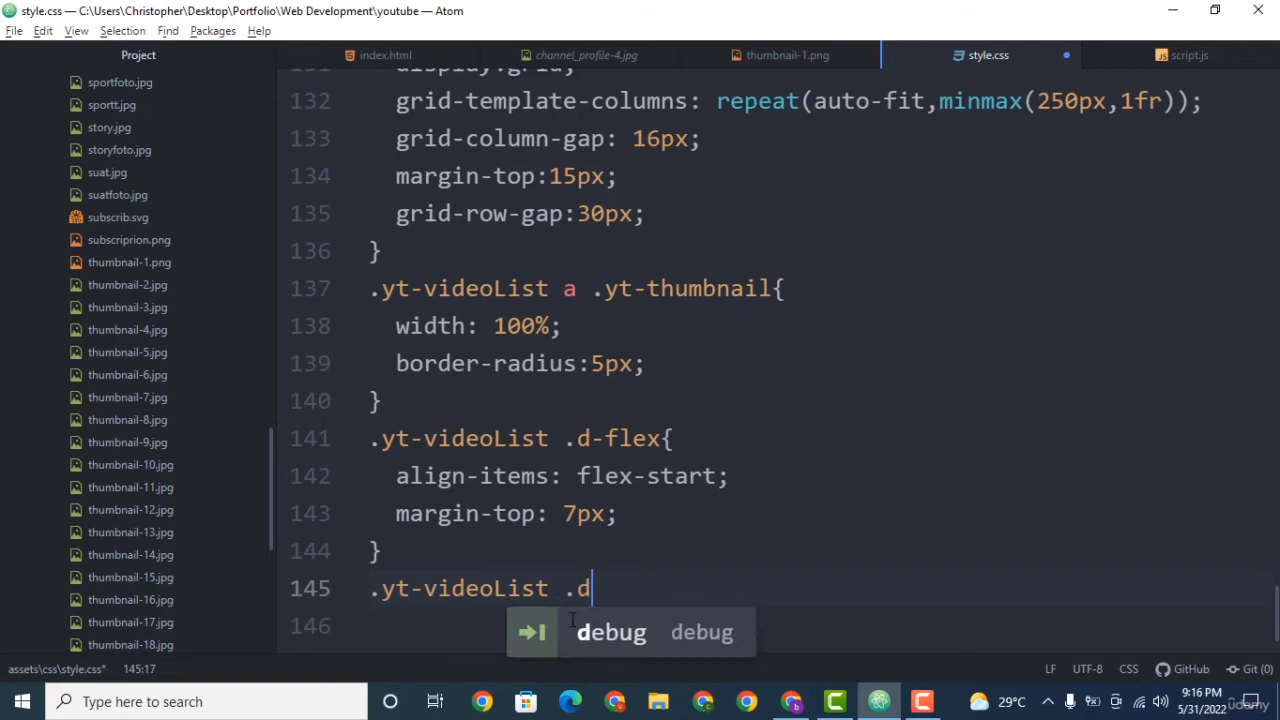 style.css — C:\Users\Christopher\Desktop\Portfolio\Web Development\youtube — Atom
File Edit View Selection Find Packages Help
Project index.html channel_profile-4.jpg thumbnail-1.png style.css script.js
sportfoto.jpg
sportt.jpg
story.jpg
storyfoto.jpg
suat.jpg
suatfoto.jpg
subscrib.svg
subscriprion.png
thumbnail-1.png
thumbnail-2.jpg
thumbnail-3.jpg
thumbnail-4.jpg
thumbnail-5.jpg
thumbnail-6.jpg
thumbnail-7.jpg
thumbnail-8.jpg
thumbnail-9.jpg
thumbnail-10.jpg
thumbnail-11.jpg
thumbnail-12.jpg
thumbnail-13.jpg
thumbnail-14.jpg
thumbnail-15.jpg
thumbnail-16.jpg
thumbnail-17.jpg
thumbnail-18.jpg
131 display:grid;
132 grid-template-columns: repeat(auto-fit,minmax(250px,1fr));
133 grid-column-gap: 16px;
134 margin-top:15px;
135 grid-row-gap:30px;
136 }
137 .yt-videoList a .yt-thumbnail{
138 width: 100%;
139 border-radius:5px;
140 }
141 .yt-videoList .d-flex{
142 align-items: flex-start;
143 margin-top: 7px;
144 }
145 .yt-videoList .d
146
debug debug
assets\css\style.css* 145:17 LF UTF-8 CSS GitHub Git (0)
Type here to search 29°C 9:16 PM
5/31/2022
ûdemy